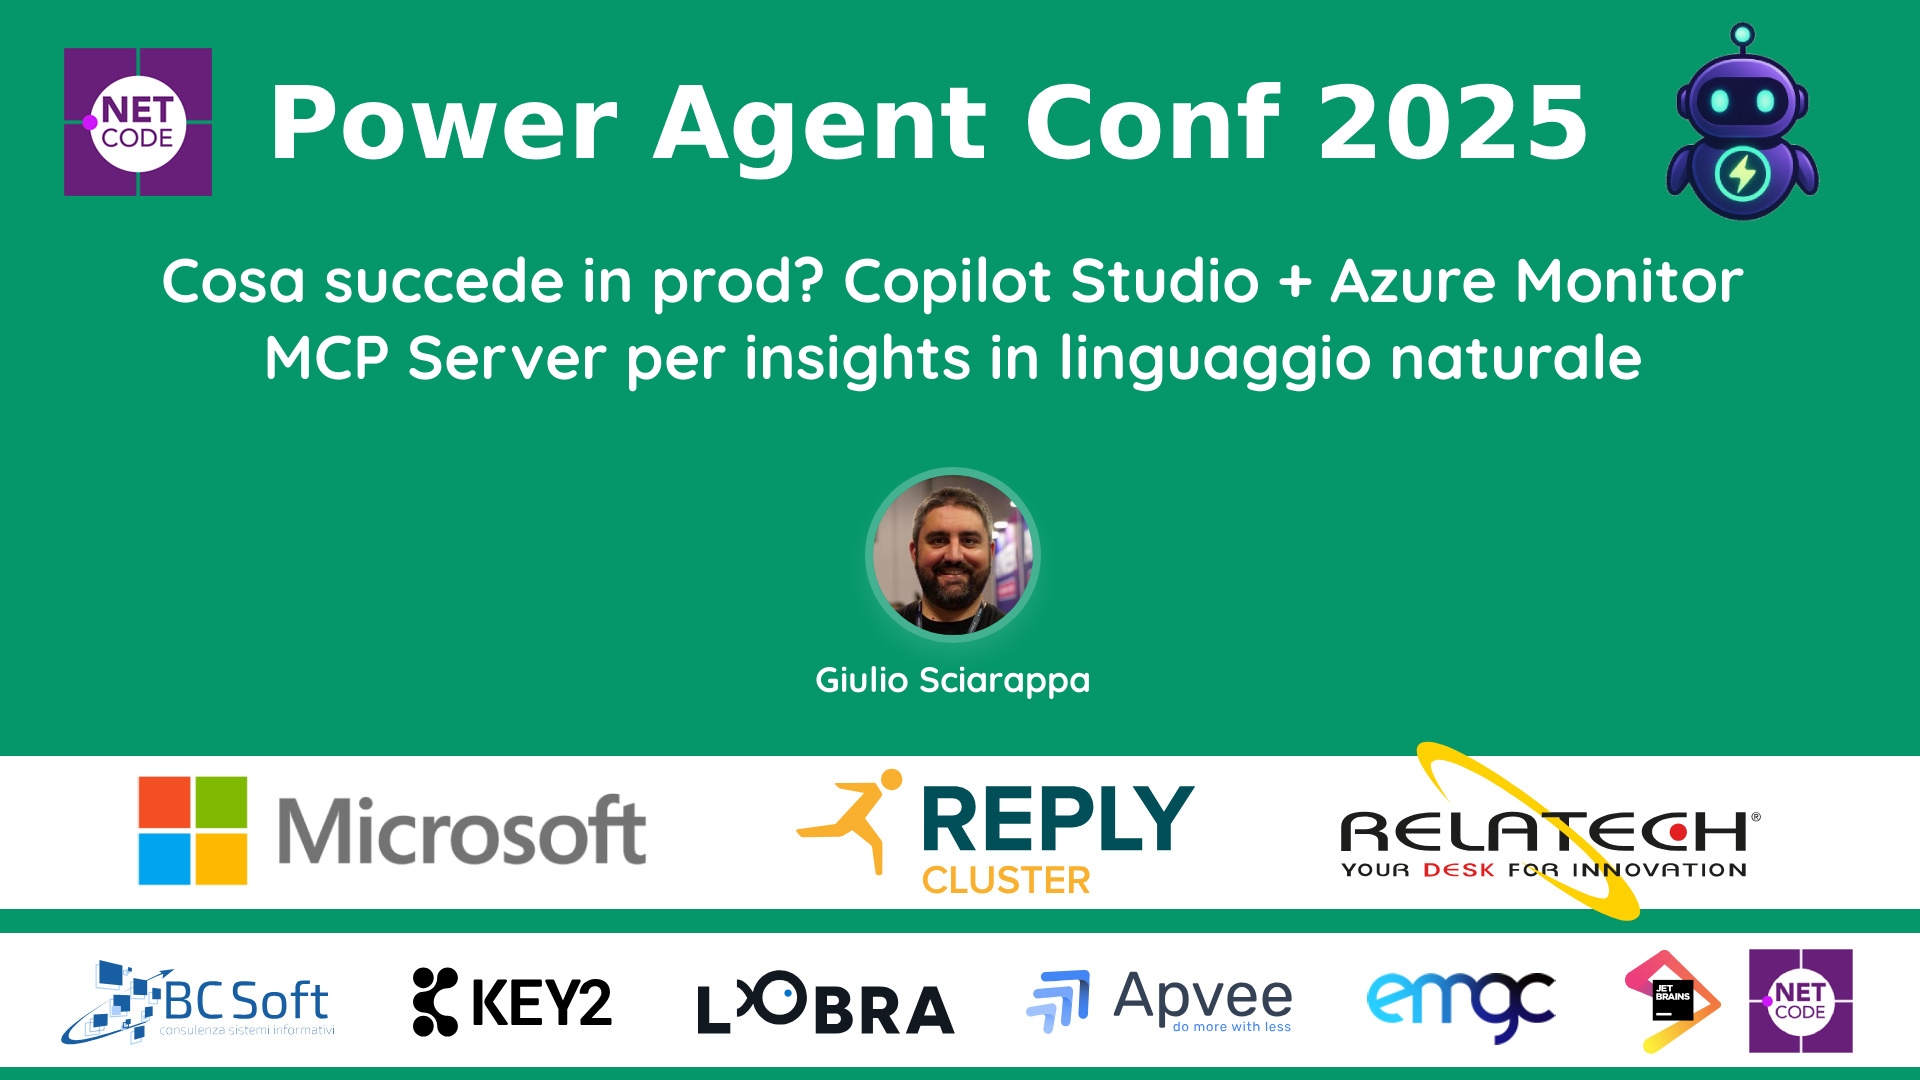 NET
CODE
Power Agent Conf 2025
Cosa succede in prod? Copilot Studio + Azure Monitor
MCP Server per insights in linguaggio naturale
Giulio Sciarappa
Microsoft
REPLY
CLUSTER
RELATECH®
YOUR DESK FOR INNOVATION
BC Soft
consulenza sistemi informativi
KEY2
LOBRA
Apvee
do more with less
emgc
JET
BRAINS
NET
CODE